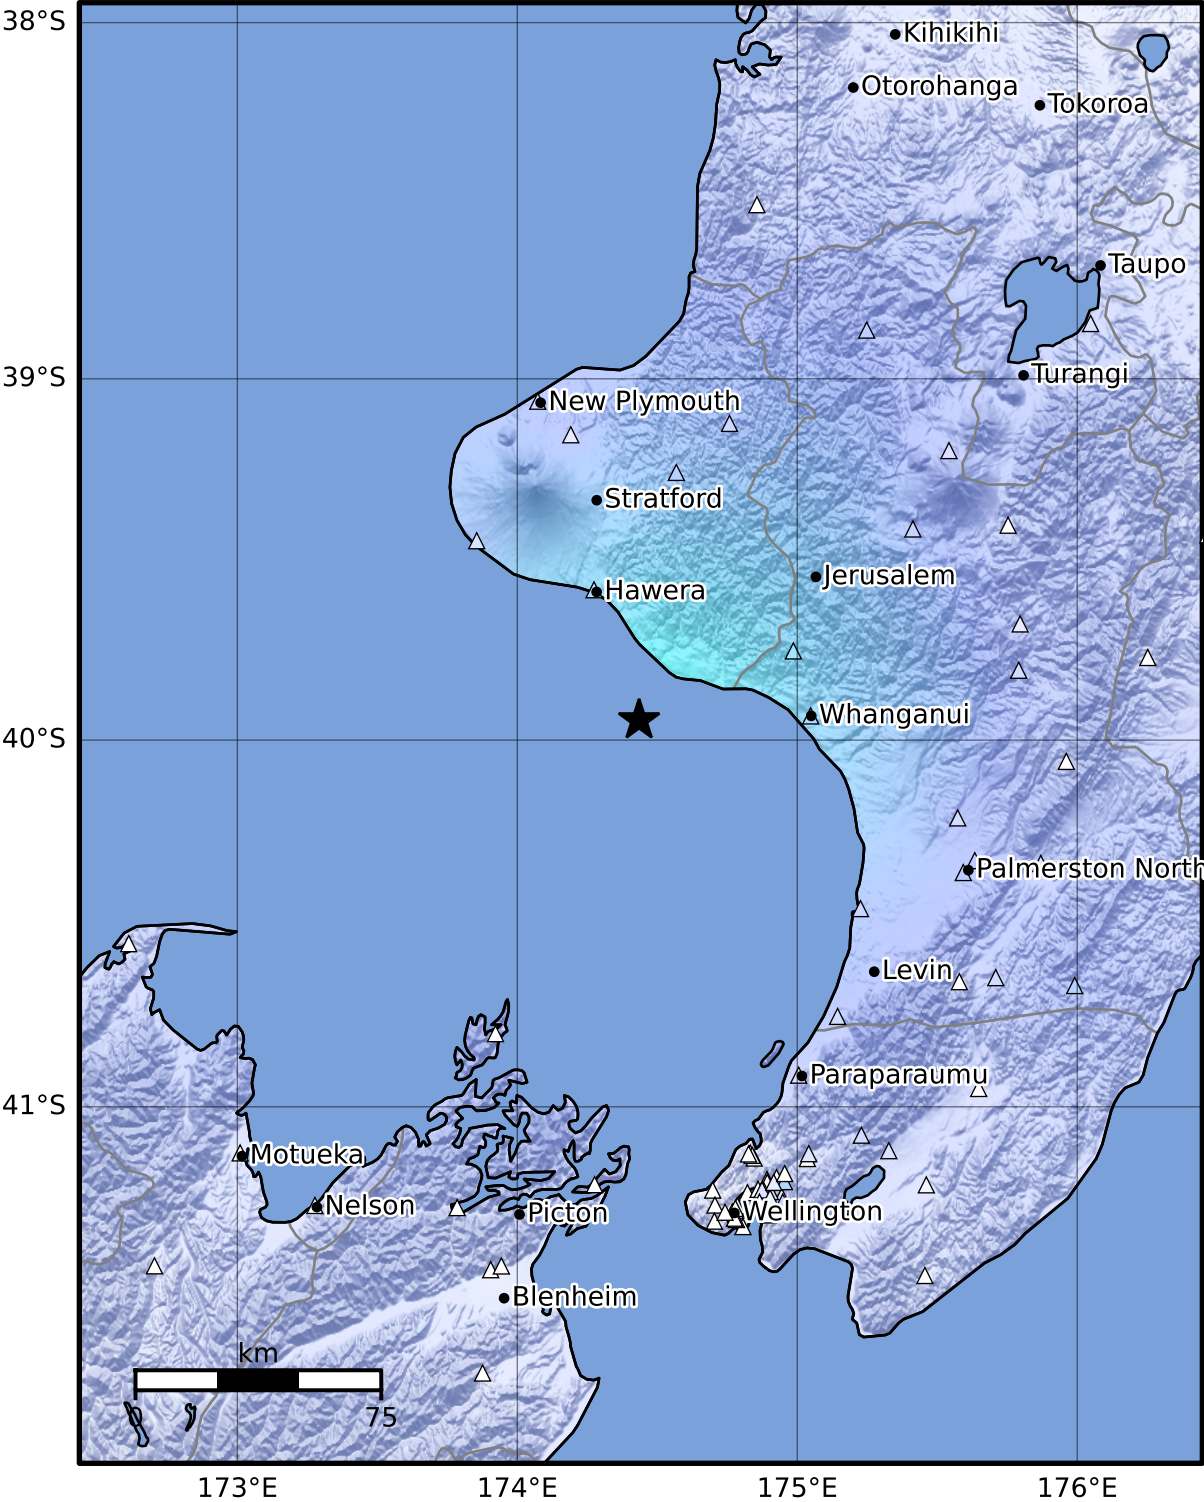 38°S
Kihikihi
Otorohanga
Tokoroa
Taupo
Turangi
39°S
New Plymouth
Stratford
Jerusalem
Hawera
Whanganui
40°S
Palmerston North
Levin
Paraparaumu
41°S
Motueka
Nelson
Picton
Wellington
Blenheim
km
0 75
173°E 174°E 175°E 176°E